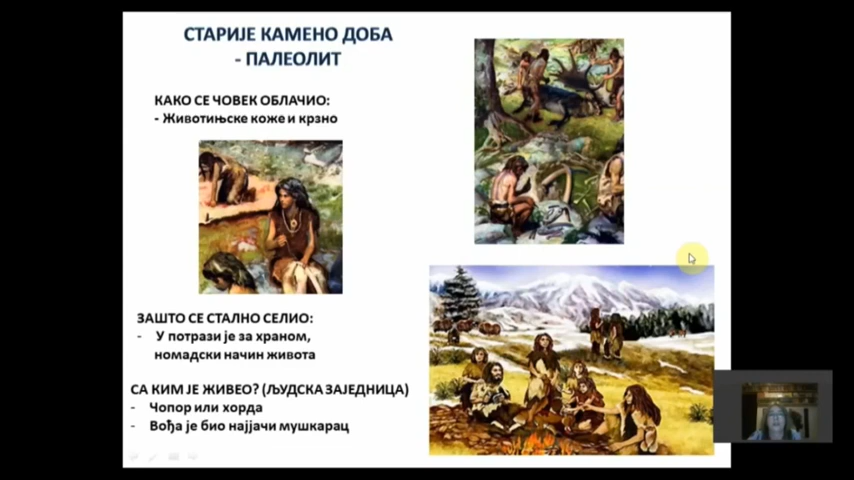 СТАРИЈЕ КАМЕНО ДОБА
- ПАЛЕОЛИТ
КАКО СЕ ЧОВЕК ОБЛАЧИО:
- Животињске коже и крзно
ЗАШТО СЕ СТАЛНО СЕЛИО:
- У потрази је за храном,
номадски начин живота
СА КИМ ЈЕ ЖИВЕО? (ЉУДСКА ЗАЈЕДНИЦА)
- Чопор или хорда
- Вођа је био најјачи мушкарац